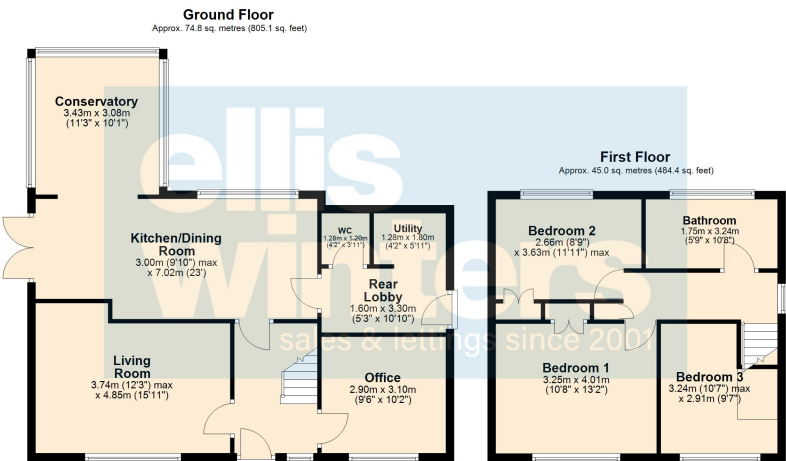 Ground Floor
Approx. 74.8 sq. metres (805.1 sq. feet)
Conservatory
3.43m x 3.08m
(11'3" x 10'1")
Kitchen/Dining
Room
3.00m (9'10") max
x 7.02m (23')
WC
1.28m x 1.20m
(4'2" x 3'11")
Utility
1.28m x 1.80m
(4'2" x 5'11")
Rear
Lobby
1.60m x 3.30m
(5'3" x 10'10")
Living
Room
3.74m (12'3") max
x 4.85m (15'11")
Office
2.90m x 3.10m
(9'6" x 10'2")
First Floor
Approx. 45.0 sq. metres (484.4 sq. feet)
Bedroom 2
2.66m (8'9")
x 3.63m (11'11") max
Bathroom
1.75m x 3.24m
(5'9" x 10'8")
Bedroom 1
3.25m x 4.01m
(10'8" x 13'2")
Bedroom 3
3.24m (10'7") max
x 2.91m (9'7")
ellis
winters
sales & lettings since 2001